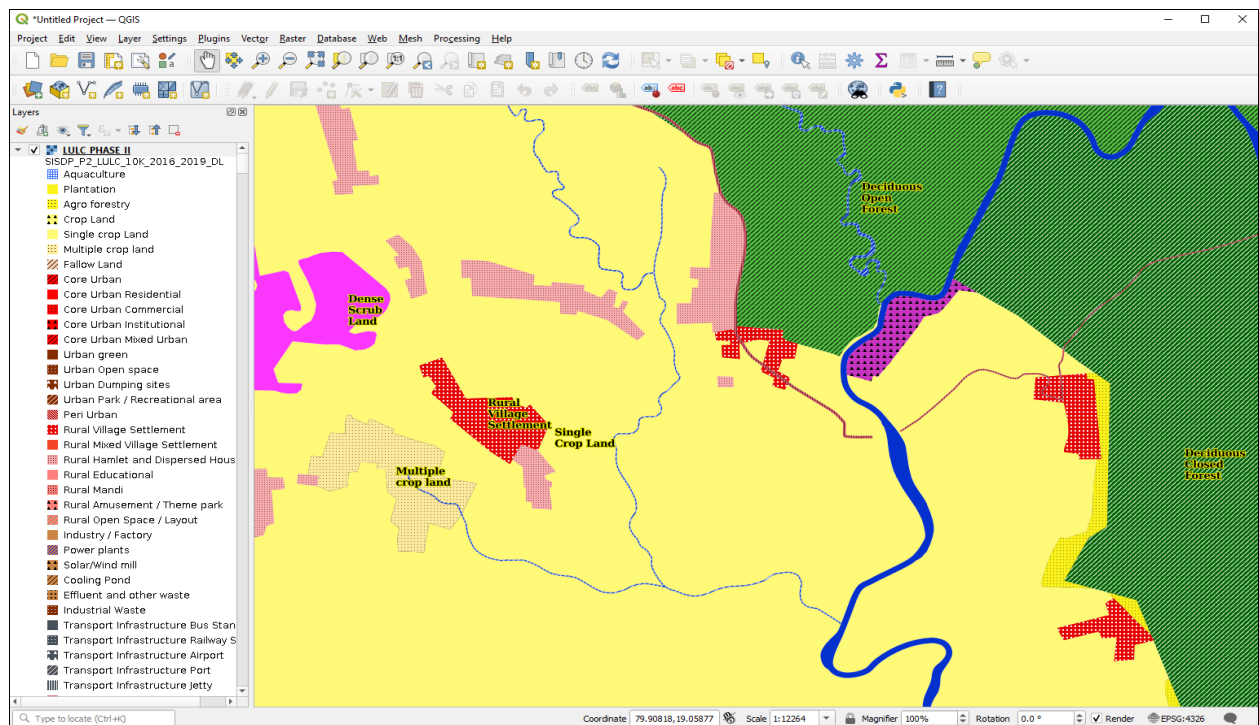 *Untitled Project — QGIS
Project Edit View Layer Settings Plugins Vector Raster Database Web Mesh Processing Help
Layers
LULC PHASE II
SISDP_P2_LULC_10K_2016_2019_DL
Aquaculture
Plantation
Agro forestry
Crop Land
Single crop Land
Multiple crop land
Fallow Land
Core Urban
Core Urban Residential
Core Urban Commercial
Core Urban Institutional
Core Urban Mixed Urban
Urban green
Urban Open space
Urban Dumping sites
Urban Park / Recreational area
Peri Urban
Rural Village Settlement
Rural Mixed Village Settlement
Rural Hamlet and Dispersed Hous
Rural Educational
Rural Mandi
Rural Amusement / Theme park
Rural Open Space / Layout
Industry / Factory
Power plants
Solar/Wind mill
Cooling Pond
Effluent and other waste
Industrial Waste
Transport Infrastructure Bus Stan
Transport Infrastructure Railway S
Transport Infrastructure Airport
Transport Infrastructure Port
Transport Infrastructure Jetty
Deciduous
Open
Forest
Dense
Scrub
Land
Rural
Village
Settlement
Single
Crop Land
Multiple
crop land
Deciduous
Closed
Forest
Type to locate (Ctrl+K)
Coordinate 79.90818,19.05877 Scale 1:12264 Magnifier 100% Rotation 0.0 ° Render EPSG:4326